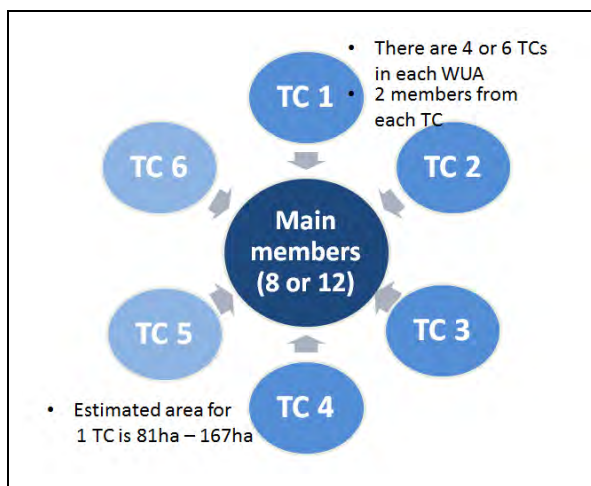 • There are 4 or 6 TCs
in each WUA
• 2 members from
each TC
TC 1
TC 6
TC 2
Main
members
(8 or 12)
TC 5
TC 3
TC 4
• Estimated area for
1 TC is 81ha – 167ha